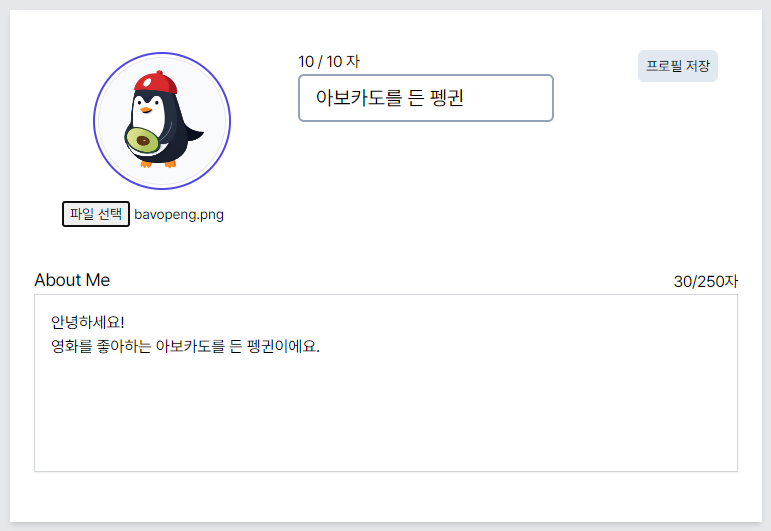 10 / 10 자
프로필 저장
아보카도를 든 펭귄
파일 선택 bavopeng.png
About Me
30/250자
안녕하세요!
영화를 좋아하는 아보카도를 든 펭귄이에요.